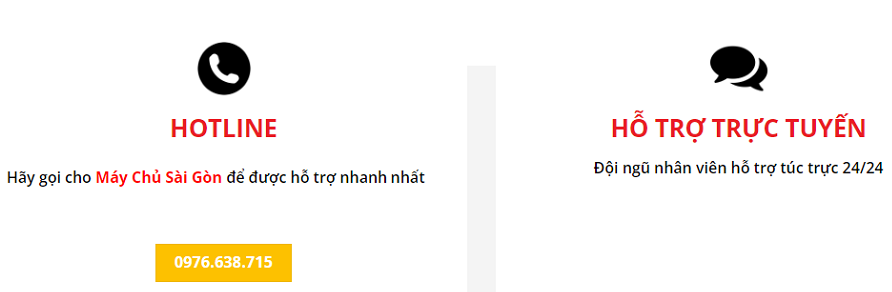 HOTLINE
Hãy gọi cho Máy Chủ Sài Gòn để được hỗ trợ nhanh nhất
0976.638.715
HỖ TRỢ TRỰC TUYẾN
Đội ngũ nhân viên hỗ trợ túc trực 24/24